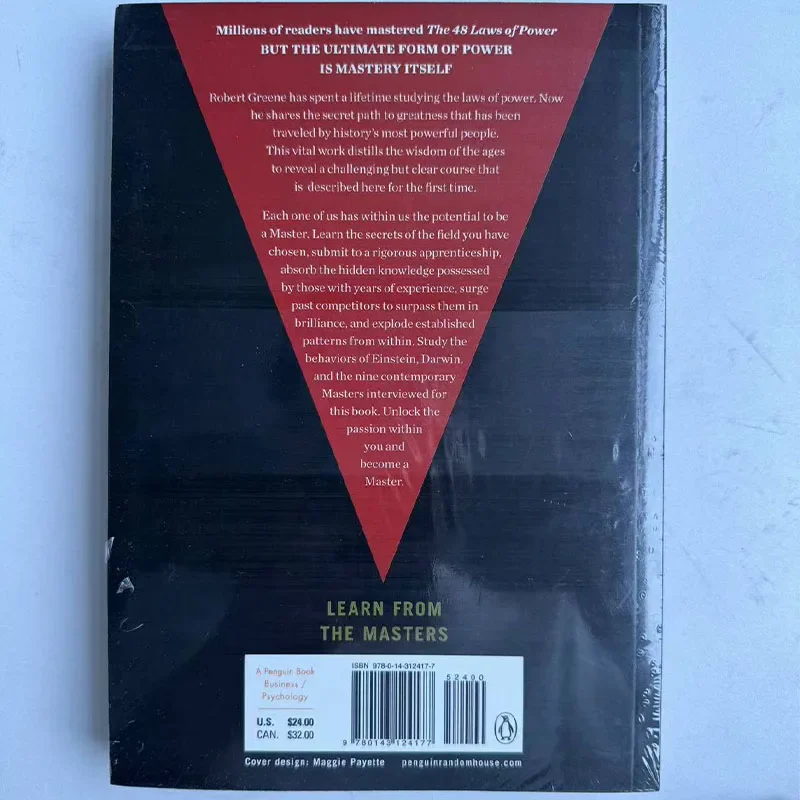 Millions of readers have mastered The 48 Laws of Power
BUT THE ULTIMATE FORM OF POWER
IS MASTERY ITSELF
Robert Greene has spent a lifetime studying the laws of power. Now
he shares the secret path to greatness that has been
traveled by history's most powerful people.
This vital work distills the wisdom of the ages
to reveal a challenging but clear course that
is described here for the first time.
Each one of us has within us the potential to be
a Master. Learn the secrets of the field you have
chosen, submit to a rigorous apprenticeship,
absorb the hidden knowledge possessed
by those with years of experience, surge
past competitors to surpass them in
brilliance, and explode established
patterns from within. Study the
behaviors of Einstein, Darwin,
and the nine contemporary
Masters interviewed for
this book. Unlock the
passion within
you and
become a
Master.
LEARN FROM
THE MASTERS
A Penguin Book
Business /
Psychology
U.S. $24.00
CAN. $32.00
ISBN 978-0-14-312417-7
52400
9 780143 124177
Cover design: Maggie Payette
penguinrandomhouse.com